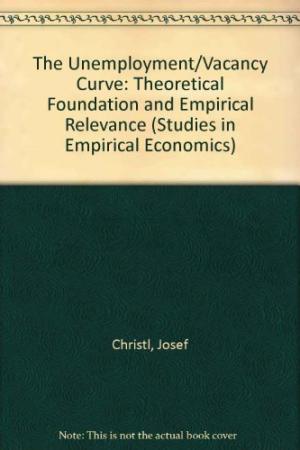 The Unemployment/Vacancy
Curve: Theoretical
Foundation and Empirical
Relevance (Studies in
Empirical Economics)
Christl, Josef
Note: This is not the actual book cover